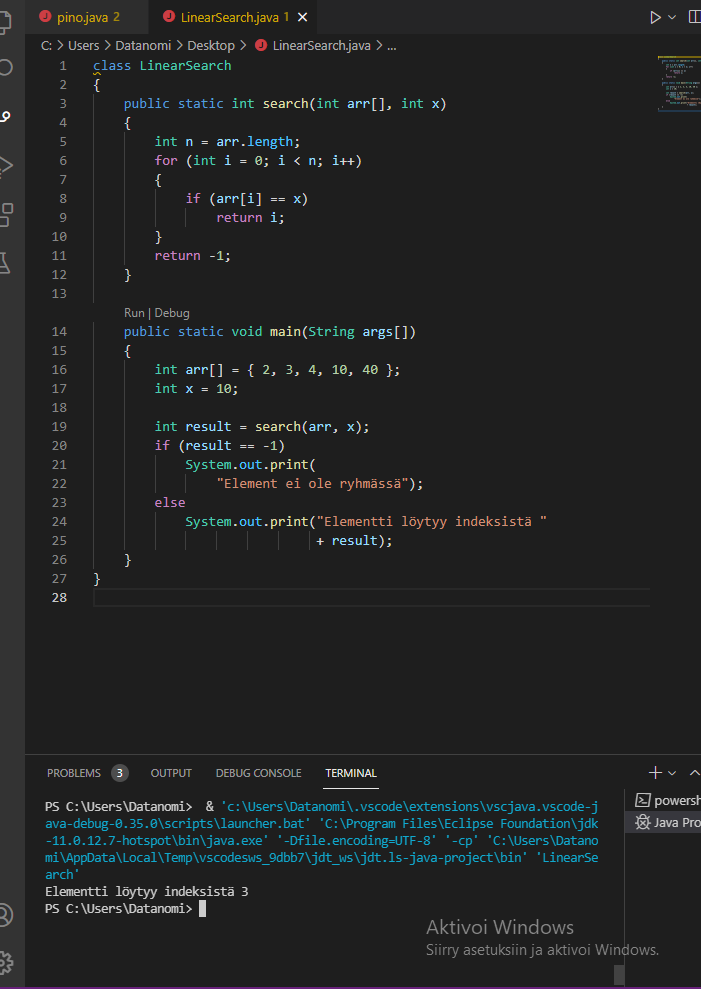 pino.java 2
LinearSearch.java 1
C: > Users > Datanomi > Desktop > LinearSearch.java > ...
1 class LinearSearch
2 {
3 public static int search(int arr[], int x)
4 {
5 int n = arr.length;
6 for (int i = 0; i < n; i++)
7 {
8 if (arr[i] == x)
9 return i;
10 }
11 return -1;
12 }
13
Run | Debug
14 public static void main(String args[])
15 {
16 int arr[] = { 2, 3, 4, 10, 40 };
17 int x = 10;
18
19 int result = search(arr, x);
20 if (result == -1)
21 System.out.print(
22 "Element ei ole ryhmässä");
23 else
24 System.out.print("Elementti löytyy indeksistä "
25 + result);
26 }
27 }
28
PROBLEMS 3 OUTPUT DEBUG CONSOLE TERMINAL
PS C:\Users\Datanomi> & 'c:\Users\Datanomi\.vscode\extensions\vscjava.vscode-j
ava-debug-0.35.0\scripts\launcher.bat' 'C:\Program Files\Eclipse Foundation\jdk
-11.0.12.7-hotspot\bin\java.exe' '-Dfile.encoding=UTF-8' '-cp' 'C:\Users\Datano
mi\AppData\Local\Temp\vscodesws_9dbb7\jdt_ws\jdt.ls-java-project\bin' 'LinearSe
arch'
Elementti löytyy indeksistä 3
PS C:\Users\Datanomi>
powersh
Java Pro
Aktivoi Windows
Siirry asetuksiin ja aktivoi Windows.